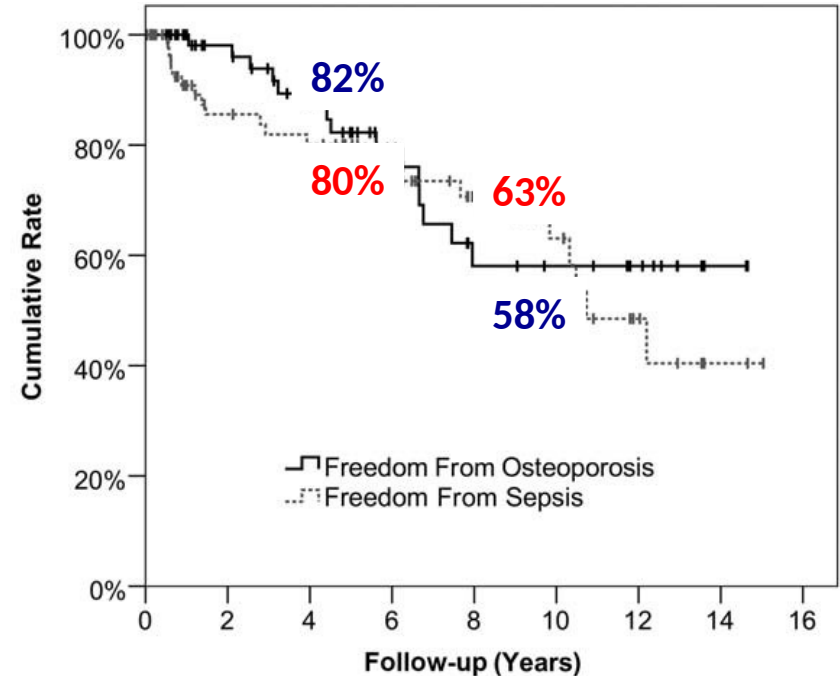 100%
80%
60%
40%
20%
0%
Cumulative Rate
82%
80%
63%
58%
Freedom From Osteoporosis
Freedom From Sepsis
0 2 4 6 8 10 12 14 16
Follow-up (Years)